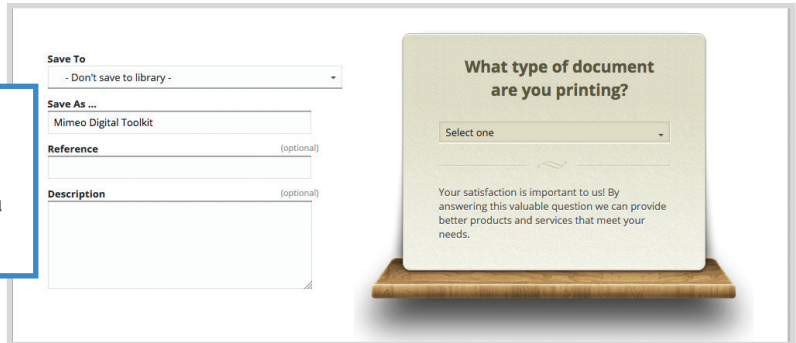 Save To
- Don't save to library -
Save As ...
Mimeo Digital Toolkit
Reference (optional)
Description (optional)
What type of document
are you printing?
Select one
Your satisfaction is important to us! By
answering this valuable question we can provide
better products and services that meet your
needs.